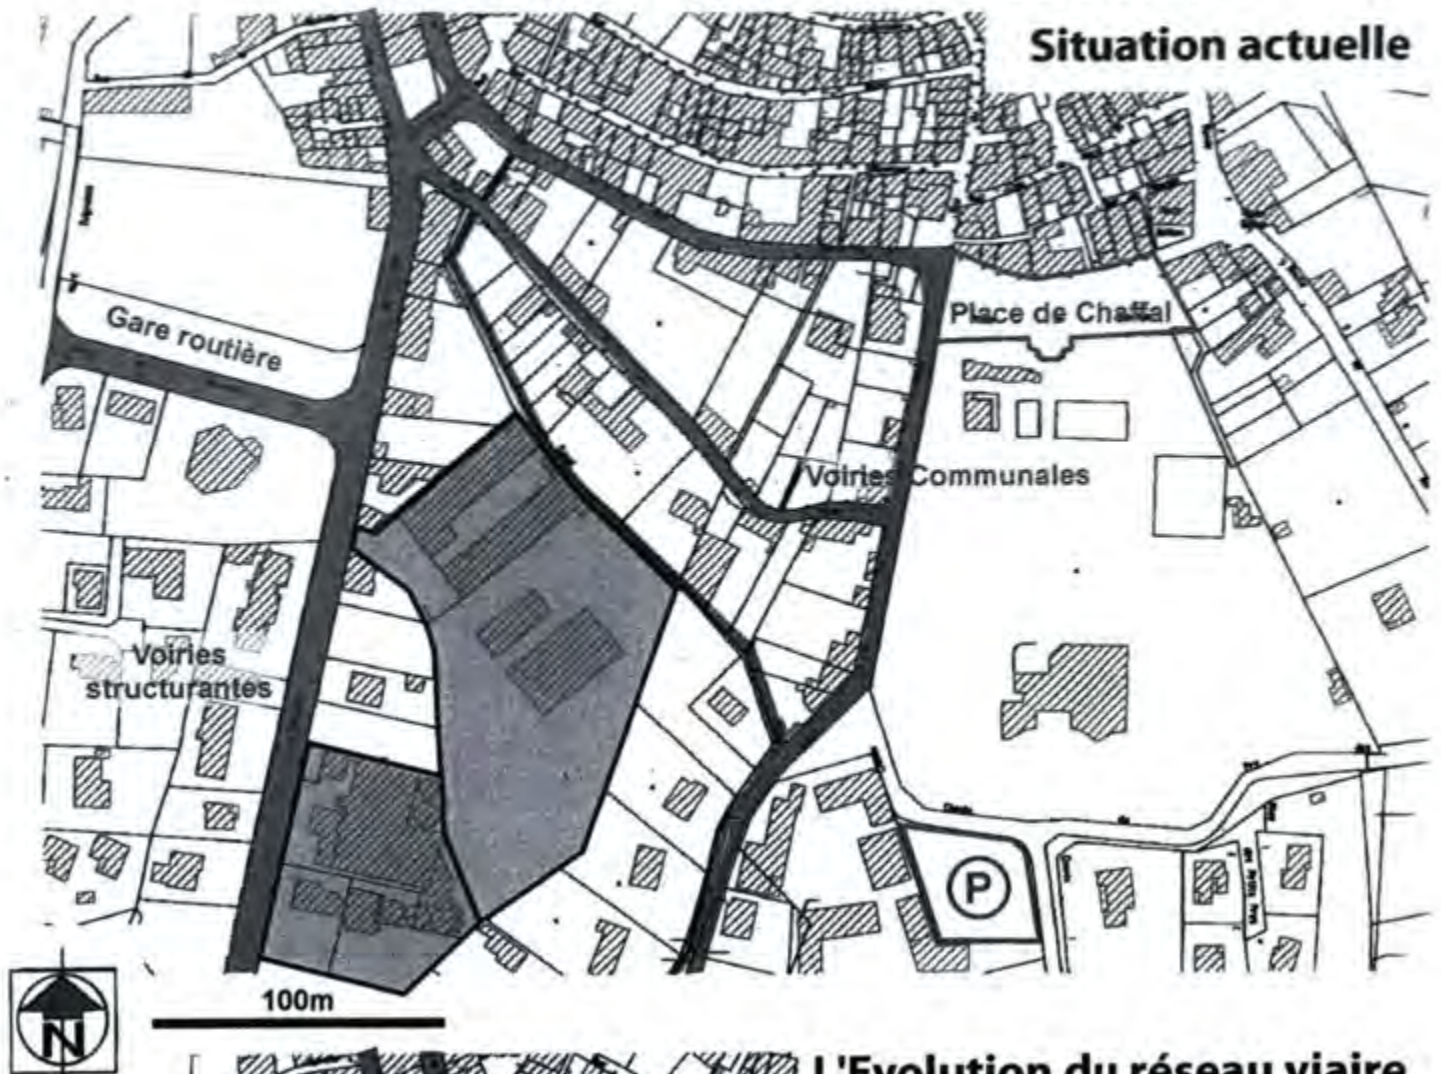 Situation actuelle
Gare routière
Place de Chaffal
Voiries Communales
Voiries
structurantes
P
100m
N
L'Evolution du réseau viaire